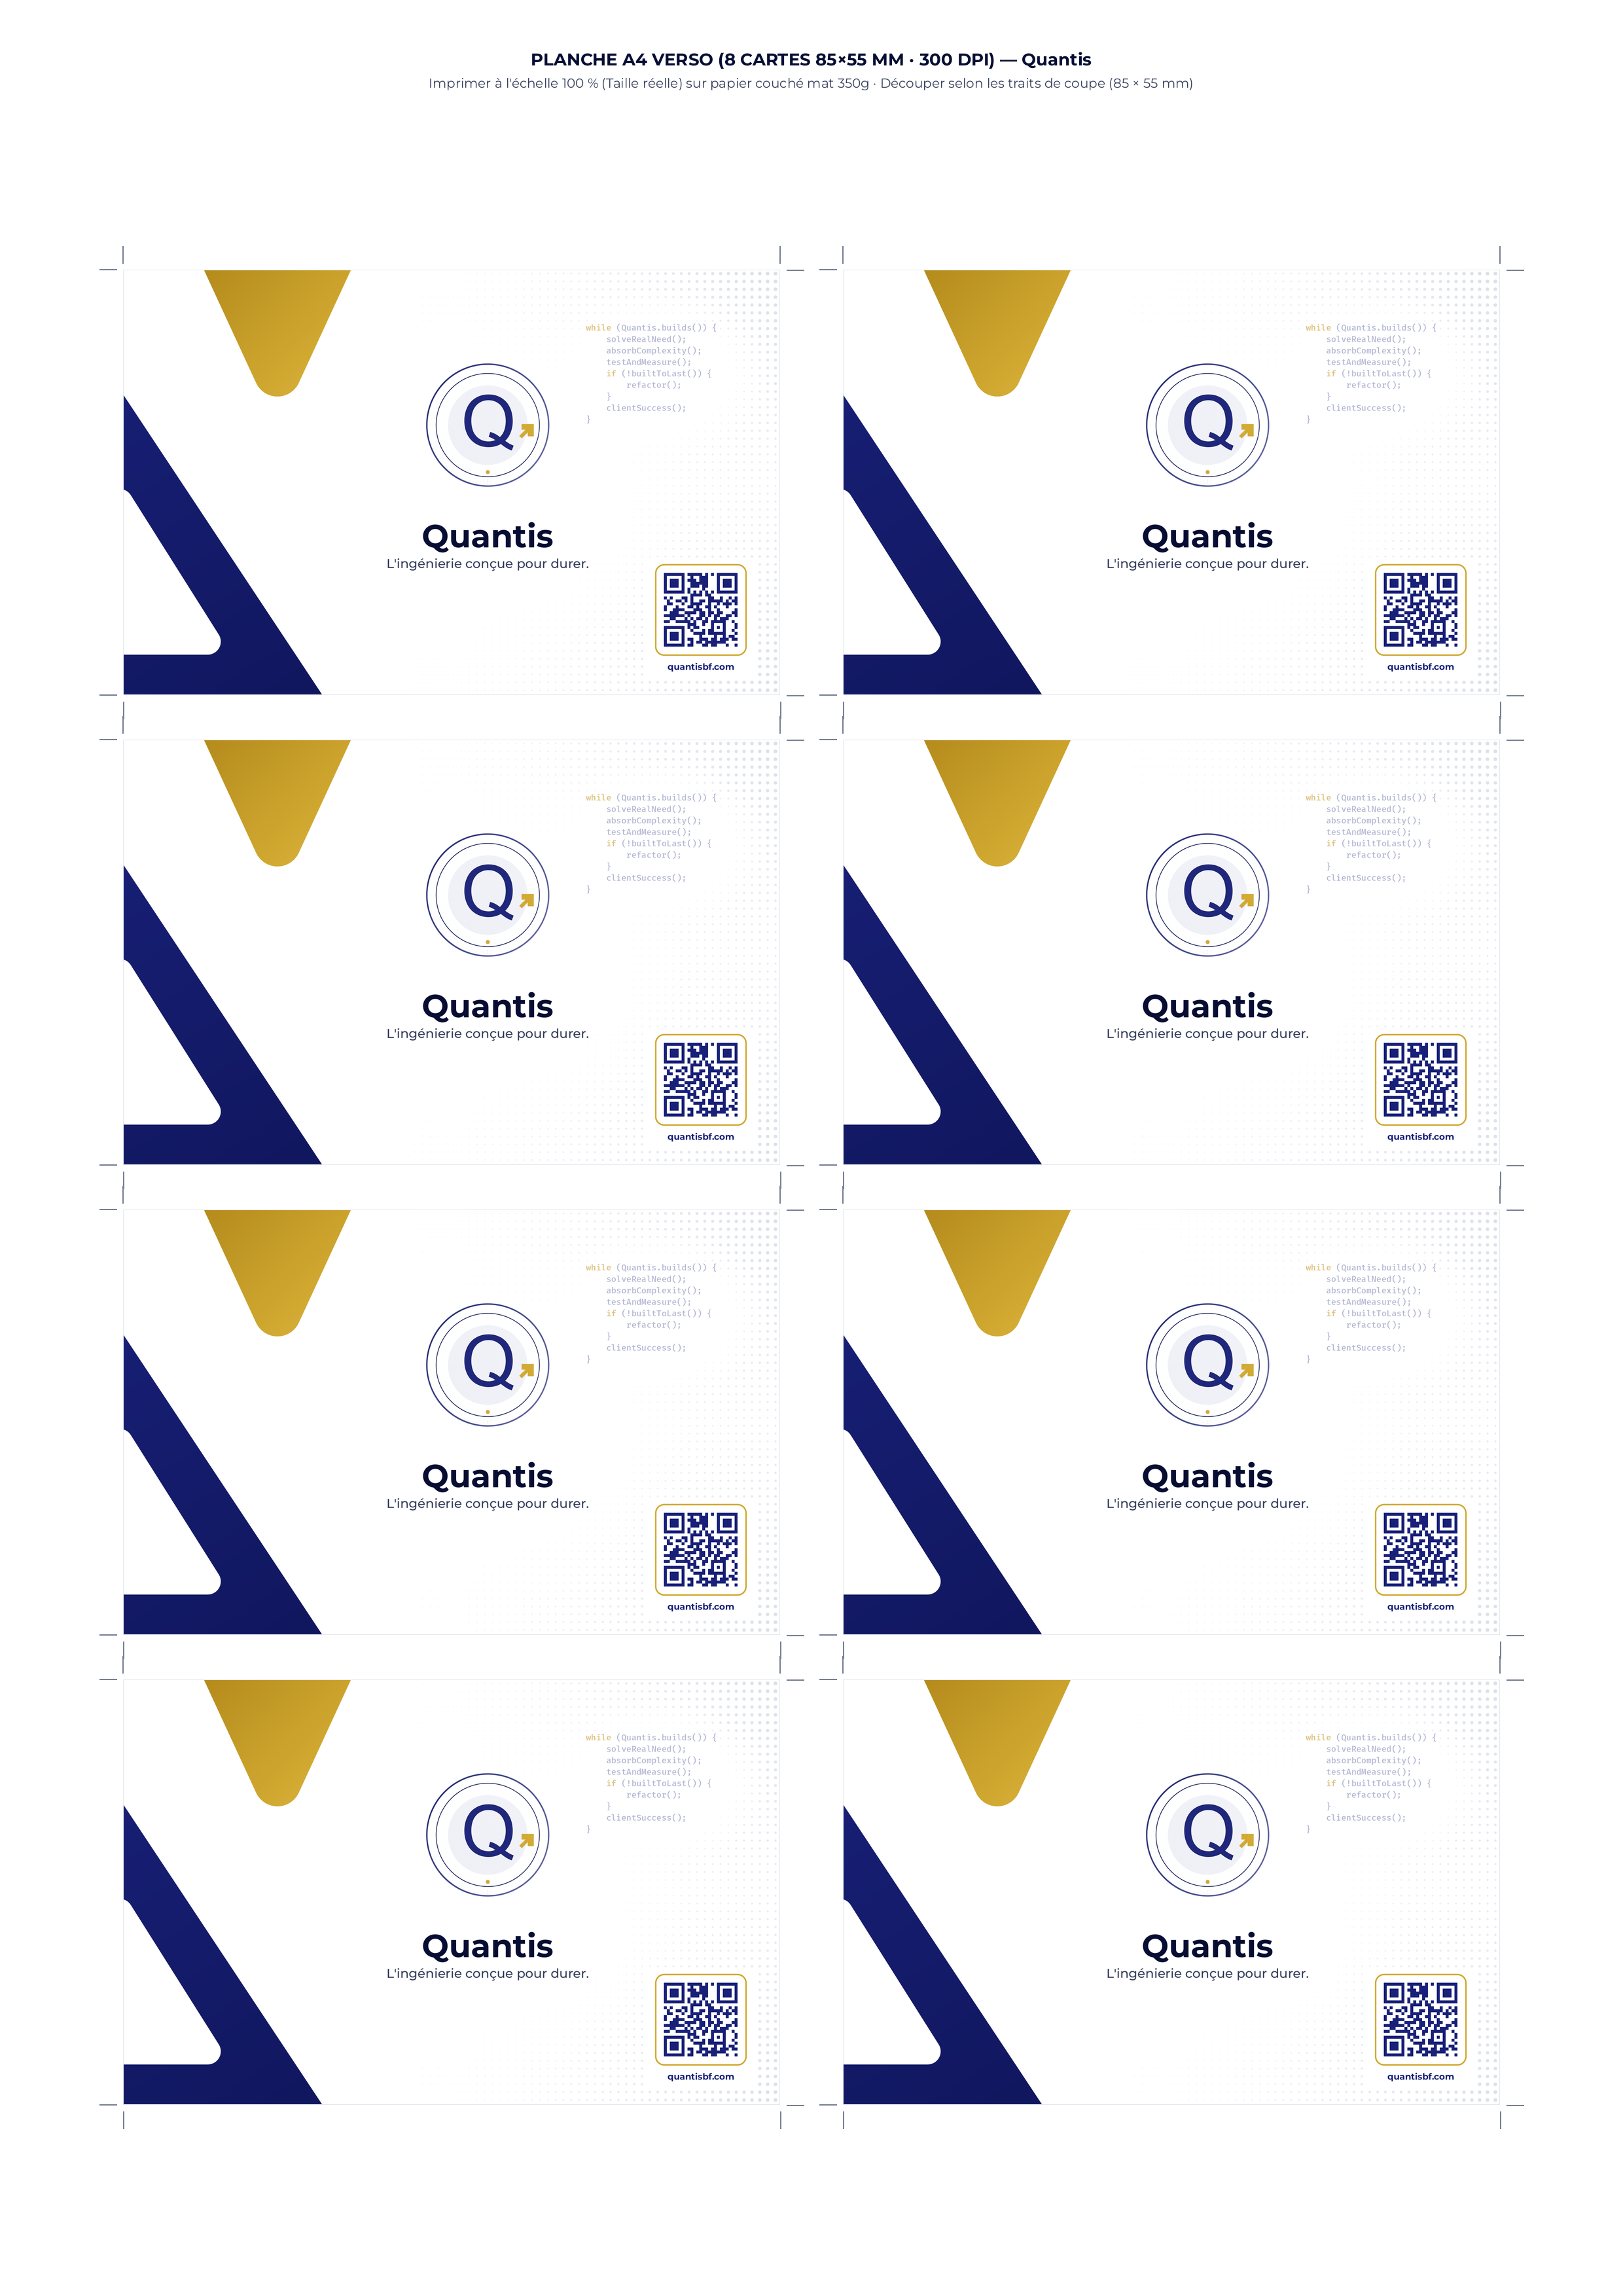 PLANCHE A4 VERSO (8 CARTES 85×55 MM · 300 DPI) — Quantis
Imprimer à l'échelle 100 % (Taille réelle) sur papier couché mat 350g · Découper selon les traits de coupe (85 × 55 mm)
while (Quantis.builds()) {
solveRealNeed();
absorbComplexity();
testAndMeasure();
if (!builtToLast()) {
refactor();
}
clientSuccess();
}
Q
Quantis
L'ingénierie conçue pour durer.
quantisbf.com
while (Quantis.builds()) {
solveRealNeed();
absorbComplexity();
testAndMeasure();
if (!builtToLast()) {
refactor();
}
clientSuccess();
}
Q
Quantis
L'ingénierie conçue pour durer.
quantisbf.com
while (Quantis.builds()) {
solveRealNeed();
absorbComplexity();
testAndMeasure();
if (!builtToLast()) {
refactor();
}
clientSuccess();
}
Q
Quantis
L'ingénierie conçue pour durer.
quantisbf.com
while (Quantis.builds()) {
solveRealNeed();
absorbComplexity();
testAndMeasure();
if (!builtToLast()) {
refactor();
}
clientSuccess();
}
Q
Quantis
L'ingénierie conçue pour durer.
quantisbf.com
while (Quantis.builds()) {
solveRealNeed();
absorbComplexity();
testAndMeasure();
if (!builtToLast()) {
refactor();
}
clientSuccess();
}
Q
Quantis
L'ingénierie conçue pour durer.
quantisbf.com
while (Quantis.builds()) {
solveRealNeed();
absorbComplexity();
testAndMeasure();
if (!builtToLast()) {
refactor();
}
clientSuccess();
}
Q
Quantis
L'ingénierie conçue pour durer.
quantisbf.com
while (Quantis.builds()) {
solveRealNeed();
absorbComplexity();
testAndMeasure();
if (!builtToLast()) {
refactor();
}
clientSuccess();
}
Q
Quantis
L'ingénierie conçue pour durer.
quantisbf.com
while (Quantis.builds()) {
solveRealNeed();
absorbComplexity();
testAndMeasure();
if (!builtToLast()) {
refactor();
}
clientSuccess();
}
Q
Quantis
L'ingénierie conçue pour durer.
quantisbf.com